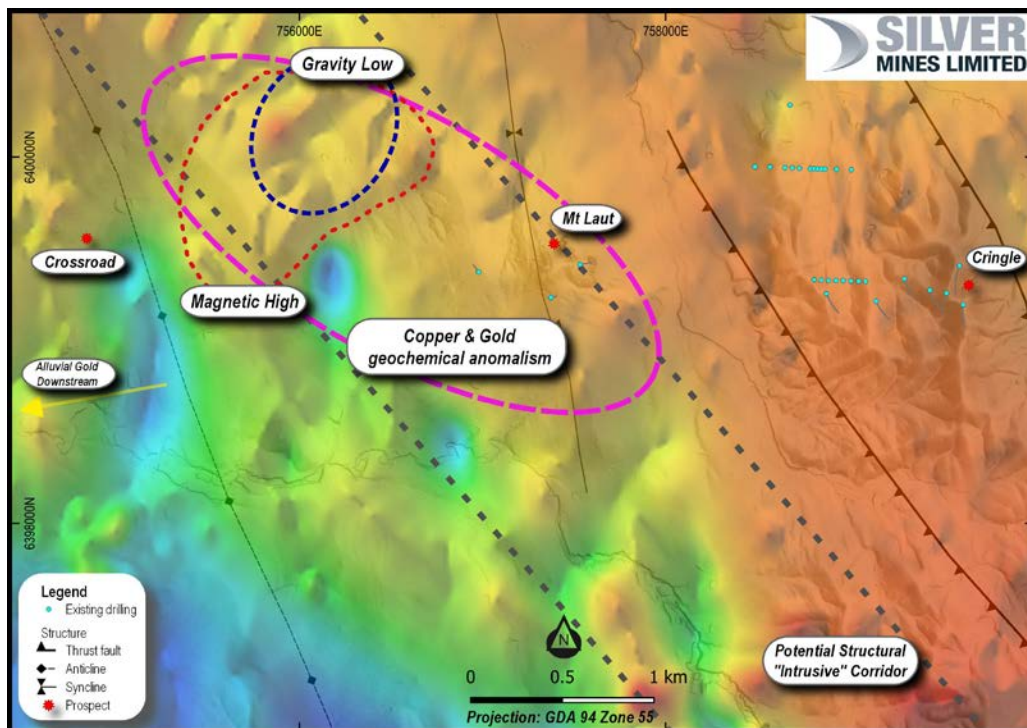 756000E
758000E
SILVER
MINES LIMITED
Gravity Low
6400000N
Mt Laut
Crossroad
Cringle
Magnetic High
Copper & Gold
geochemical anomalism
Alluvial Gold
Downstream
6398000N
Legend
Existing drilling
Structure
Thrust fault
Anticline
Syncline
Prospect
N
0 0.5 1 km
Projection: GDA 94 Zone 55
Potential Structural
"Intrusive" Corridor